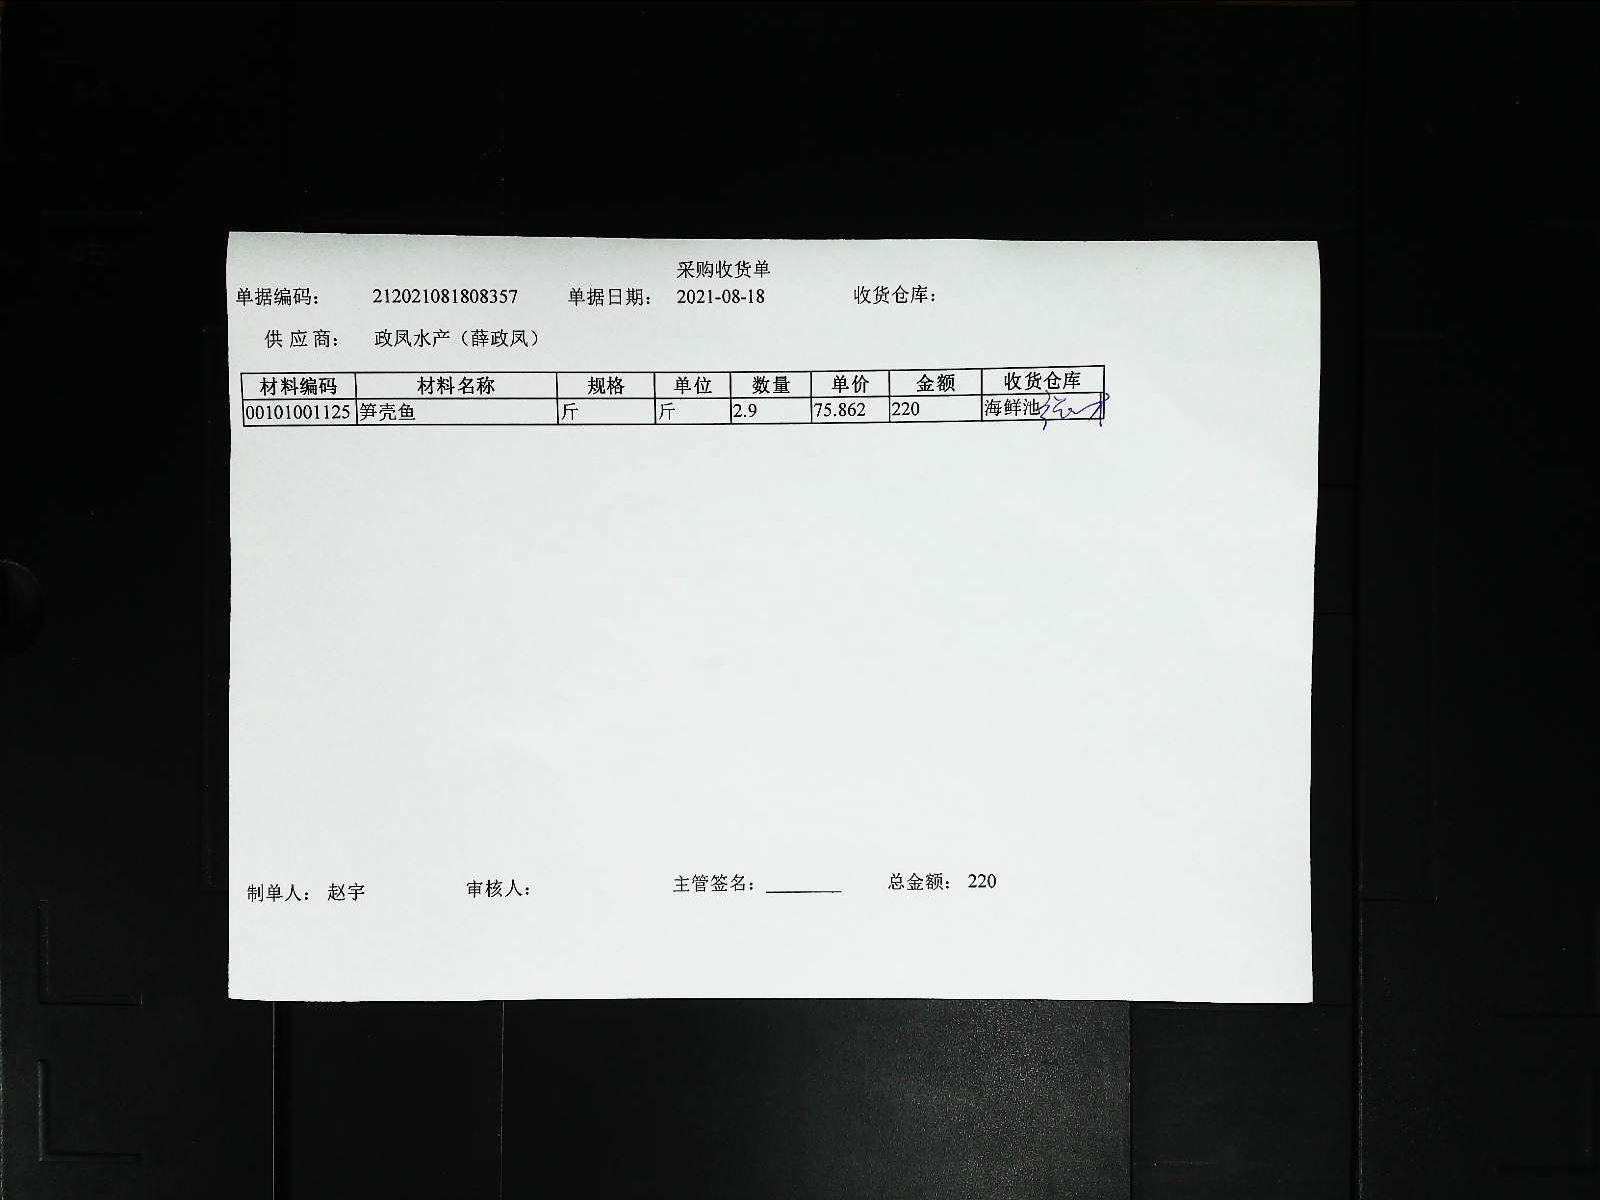 采购收货单
单据编码： 212021081808357 单据日期： 2021-08-18 收货仓库：
供 应 商： 政凤水产（薛政凤）
材料编码 材料名称 规格 单位 数量 单价 金额 收货仓库
00101001125 笋壳鱼 斤 斤 2.9 75.862 220 海鲜池
制单人： 赵宇 审核人： 主管签名： 总金额： 220